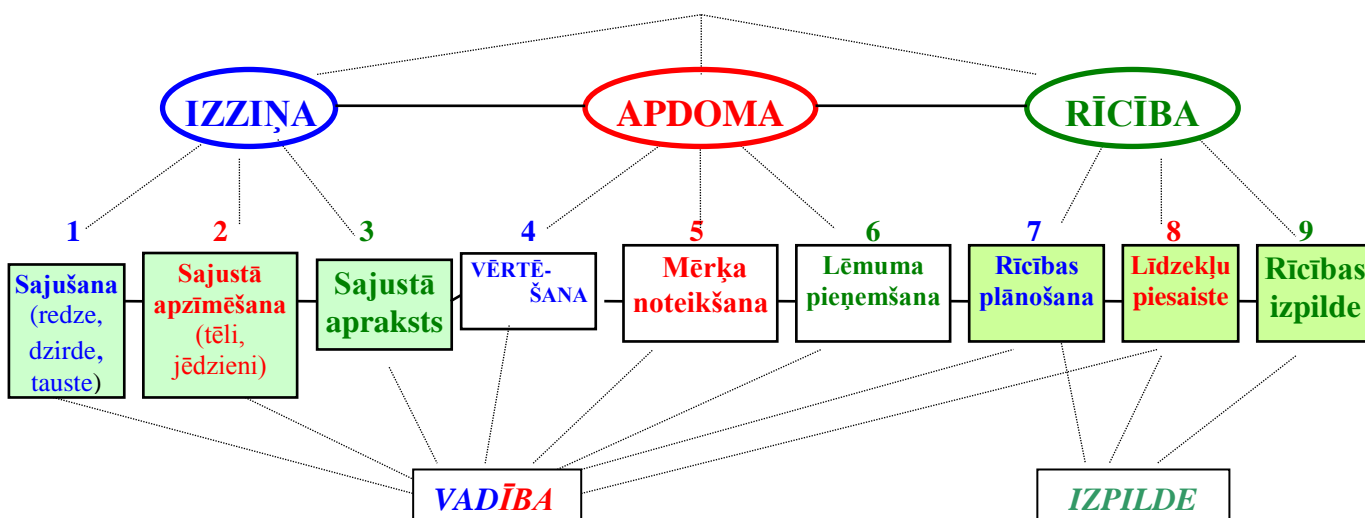 IZZIŅA
APDOMA
RĪCĪBA
1
2
3
4
5
6
7
8
9
Sajušana
(redze,
dzirde,
tauste)
Sajustā
apzīmēšana
(tēli,
jēdzieni)
Sajustā
apraksts
VĒRTĒ-
ŠANA
Mērķa
noteikšana
Lēmuma
pieņemšana
Rīcības
plānošana
Līdzekļu
piesaiste
Rīcības
izpilde
VADĪBA
IZPILDE